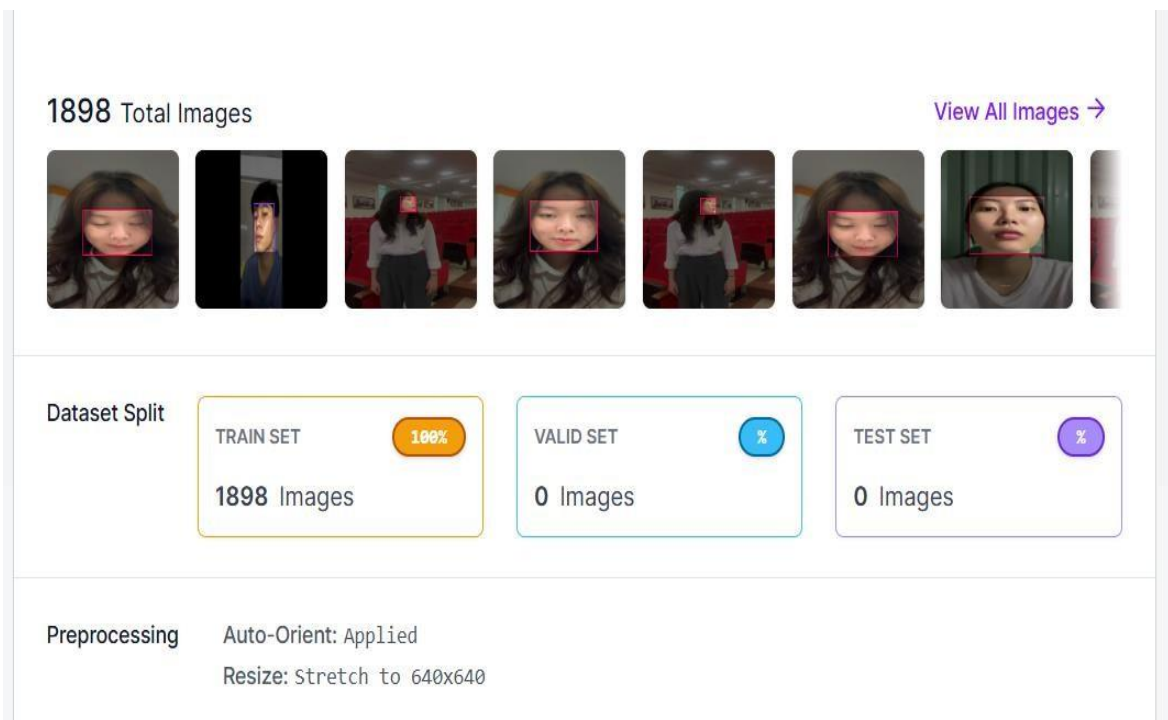 1898 Total Images
View All Images →
Dataset Split
TRAIN SET
100%
1898 Images
VALID SET
%
0 Images
TEST SET
%
0 Images
Preprocessing
Auto-Orient: Applied
Resize: Stretch to 640x640